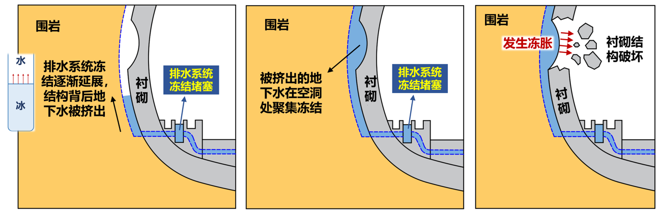 围岩
水
冰
排水系统冻
结逐渐延展，
结构背后地
下水被挤出
衬砌
排水系统
冻结堵塞
围岩
被挤出的地
下水在空洞
处聚集冻结
衬砌
排水系统
冻结堵塞
围岩
发生冻胀
衬砌结
构破坏
衬砌